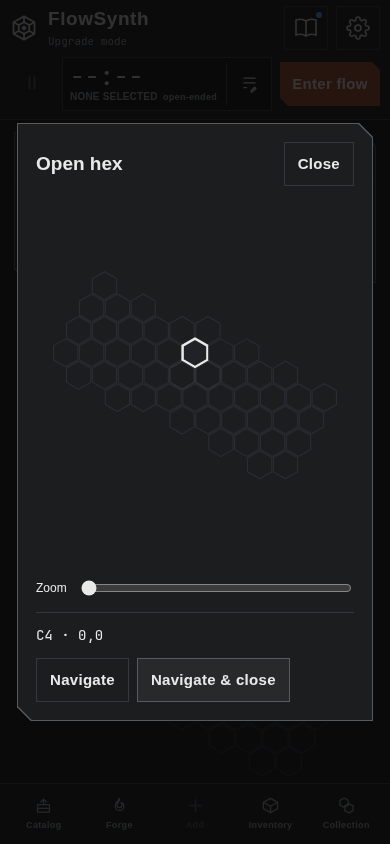 FlowSynth
Upgrade mode
--:--
NONE SELECTED open-ended
Enter flow
Open hex
Close
Zoom
C4 · 0,0
Navigate
Navigate & close
Catalog
Forge
Add
Inventory
Collection